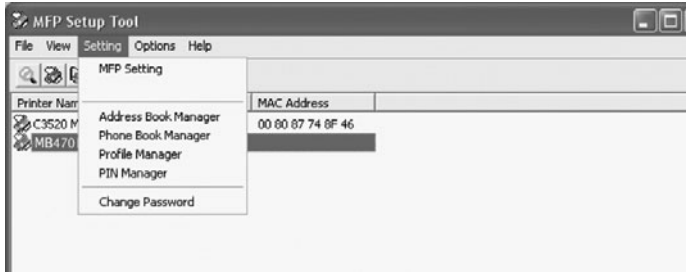 MFP Setup Tool
File View Setting Options Help
MFP Setting
Address Book Manager
Phone Book Manager
Profile Manager
PIN Manager
Change Password
Printer MAC Address
C3520 00 80 87 74 8F 46
MB470